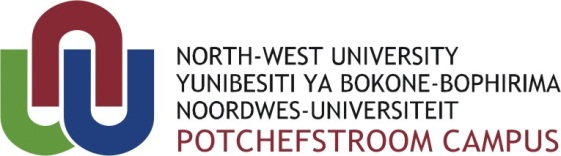 NORTH-WEST UNIVERSITY
YUNIBESITI YA BOKONE-BOPHIRIMA
NOORDWES-UNIVERSITEIT
POTCHEFSTROOM CAMPUS